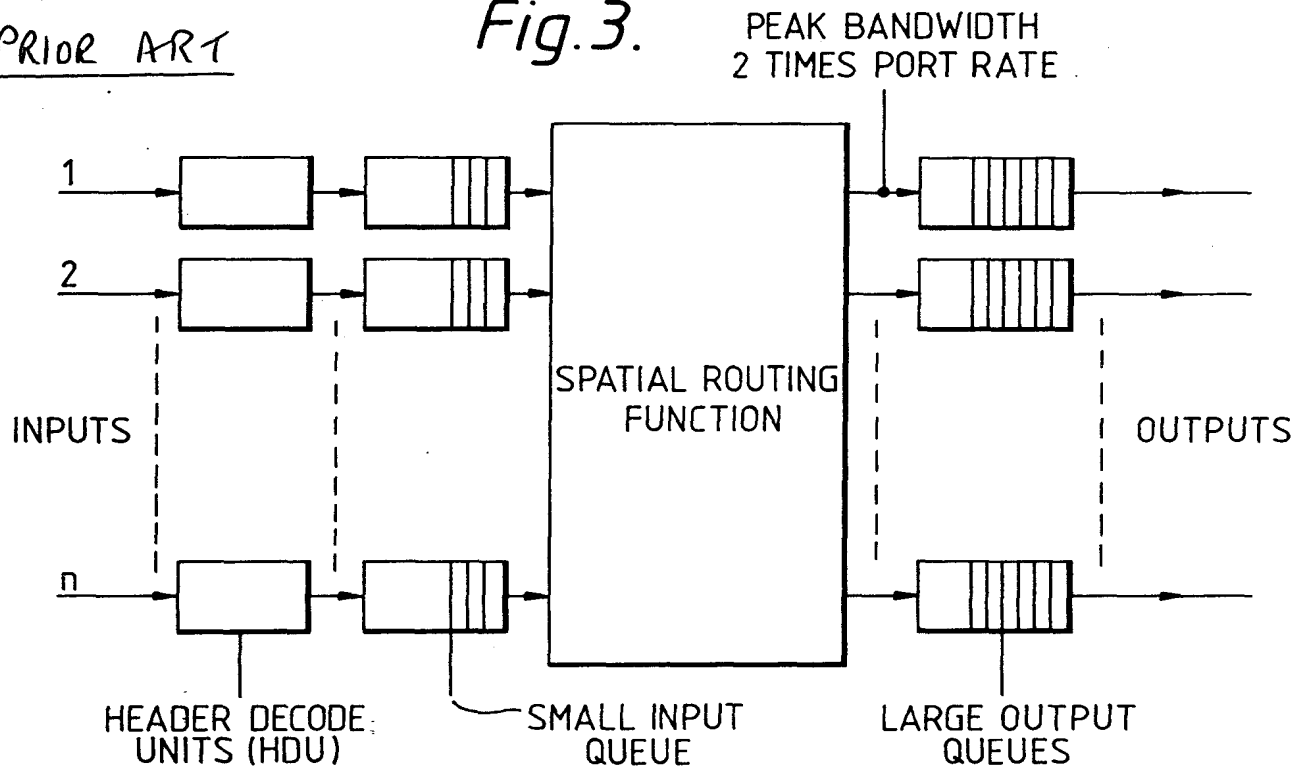 PRIOR ART
Fig.3.
PEAK BANDWIDTH
2 TIMES PORT RATE
1
2
INPUTS
SPATIAL ROUTING
FUNCTION
OUTPUTS
n
HEADER DECODE
UNITS (HDU)
SMALL INPUT
QUEUE
LARGE OUTPUT
QUEUES